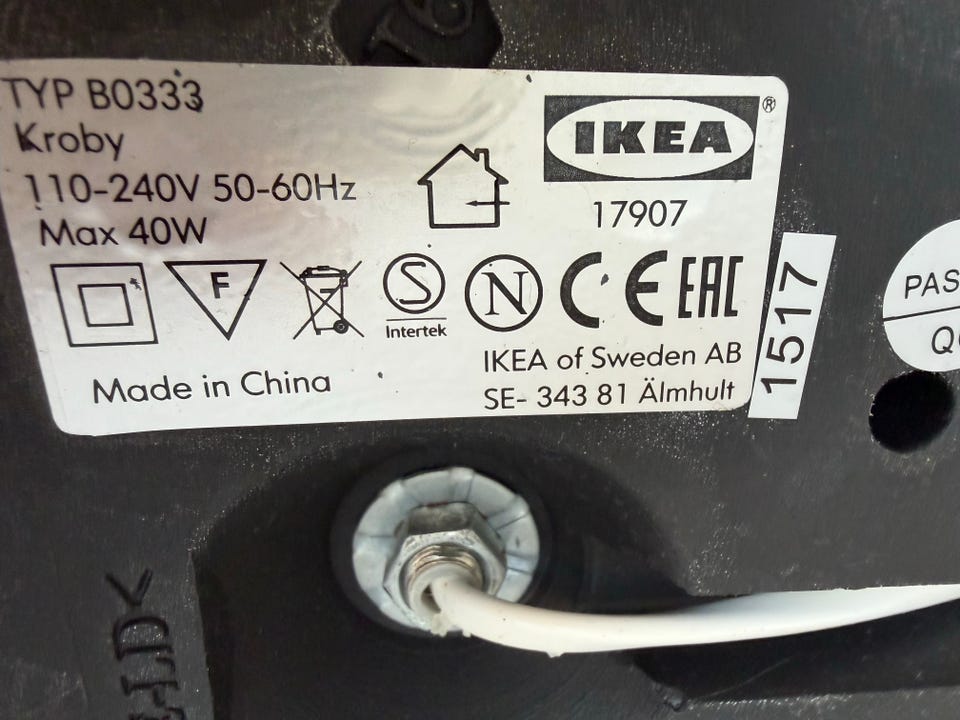 TYP B0333
Kroby
110-240V 50-60Hz
Max 40W
IKEA ®
17907
F
S
Intertek
N
CE
EAC
Made in China
IKEA of Sweden AB
SE- 343 81 Älmhult
1517